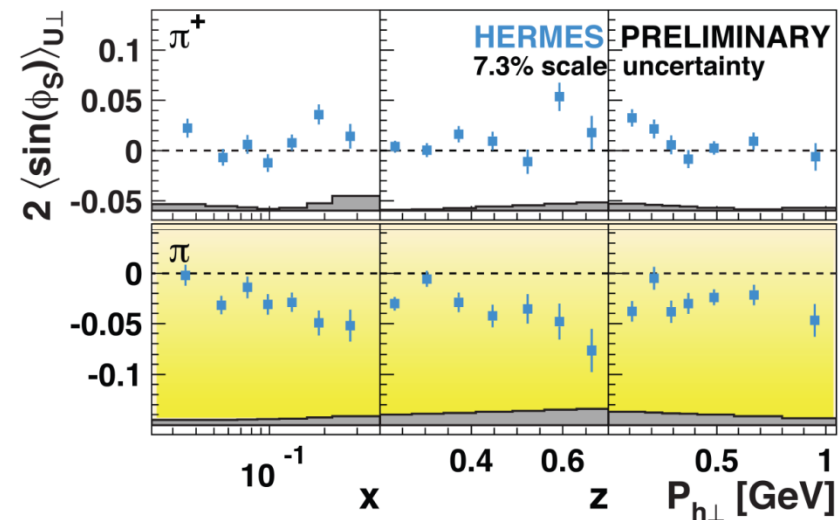 2 ⟨sin(ϕS)⟩U⊥
π+
HERMES PRELIMINARY
7.3% scale uncertainty
0.1
0.05
0
-0.05
π
0
-0.05
-0.1
10-1
0.4 0.6
0.5 1
x
z
Ph⊥ [GeV]